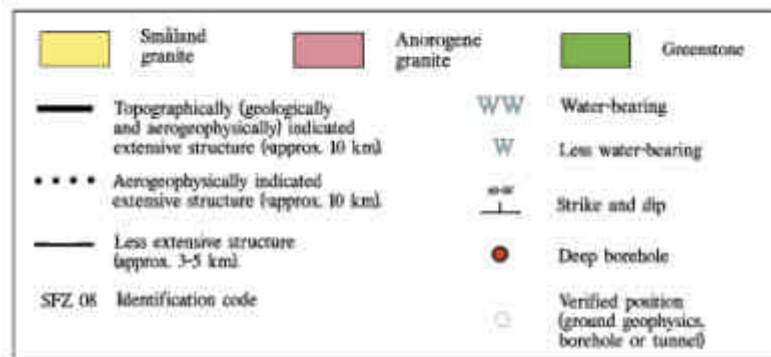 Småland
granite
Anorogene
granite
Greenstone
Topographically (geologically
and aerogeophysically) indicated
extensive structure (~approx. 10 km)
Aerogeophysically indicated
extensive structure (~approx. 10 km)
Less extensive structure
(approx. 3-5 km)
SFZ 08 Identification code
WW Water-bearing
W Less water-bearing
Strike and dip
Deep borehole
Verified position
(ground geophysics,
borehole or tunnel)